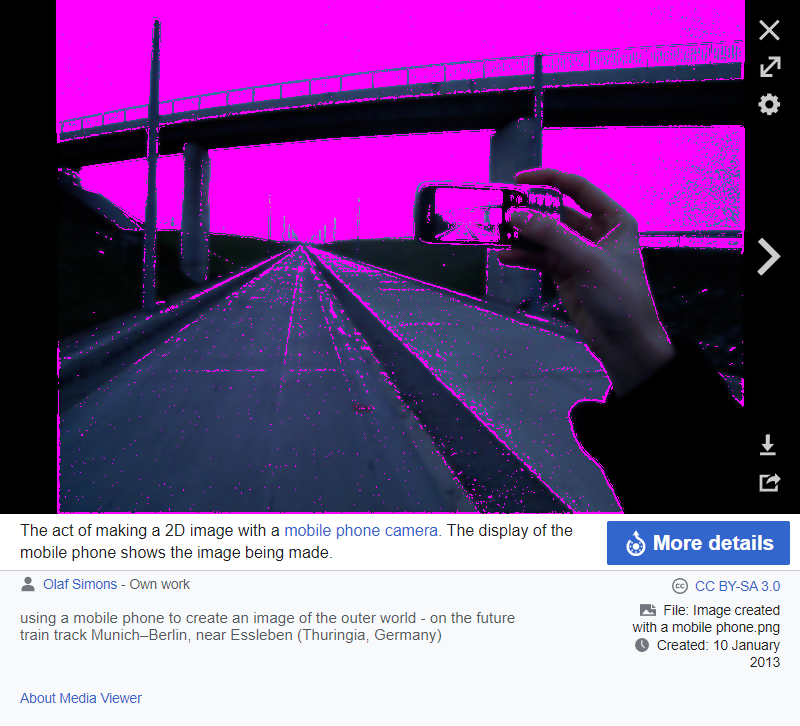 The act of making a 2D image with a mobile phone camera. The display of the
mobile phone shows the image being made.
More details
Olaf Simons - Own work
using a mobile phone to create an image of the outer world - on the future
train track Munich–Berlin, near Essleben (Thuringia, Germany)
About Media Viewer
CC BY-SA 3.0
File: Image created
with a mobile phone.png
Created: 10 January
2013